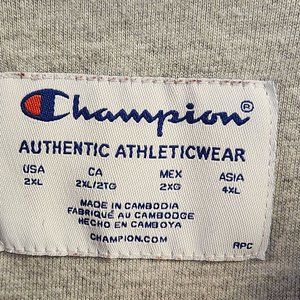 Champion®
AUTHENTIC ATHLETICWEAR
USA CA MEX ASIA
2XL 2XL/2TG 2XG 4XL
MADE IN CAMBODIA
FABRIQUÉ AU CAMBODGE
HECHO EN CAMBOYA
CHAMPION.COM
RPC